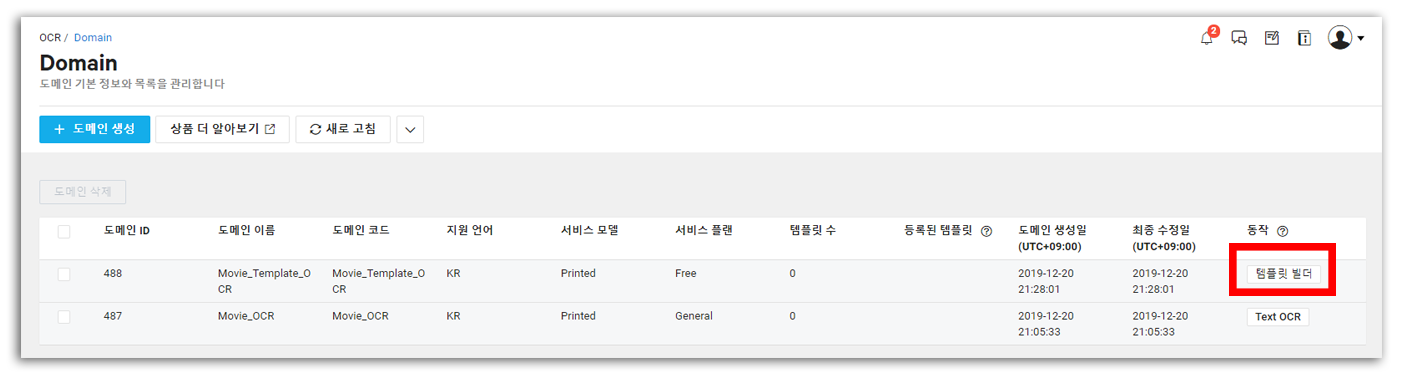 OCR / Domain
2
Domain
도메인 기본 정보와 목록을 관리합니다
+ 도메인 생성 상품 더 알아보기 새로 고침
도메인 삭제
도메인 ID 도메인 이름 도메인 코드 지원 언어 서비스 모델 서비스 플랜 템플릿 수 등록된 템플릿 ? 도메인 생성일 (UTC+09:00) 최종 수정일 (UTC+09:00) 동작 ?
488 Movie_Template_OCR Movie_Template_OCR KR Printed Free 0 2019-12-20 21:28:01 2019-12-20 21:28:01 템플릿 빌더
487 Movie_OCR Movie_OCR KR Printed General 0 2019-12-20 21:05:33 2019-12-20 21:05:33 Text OCR